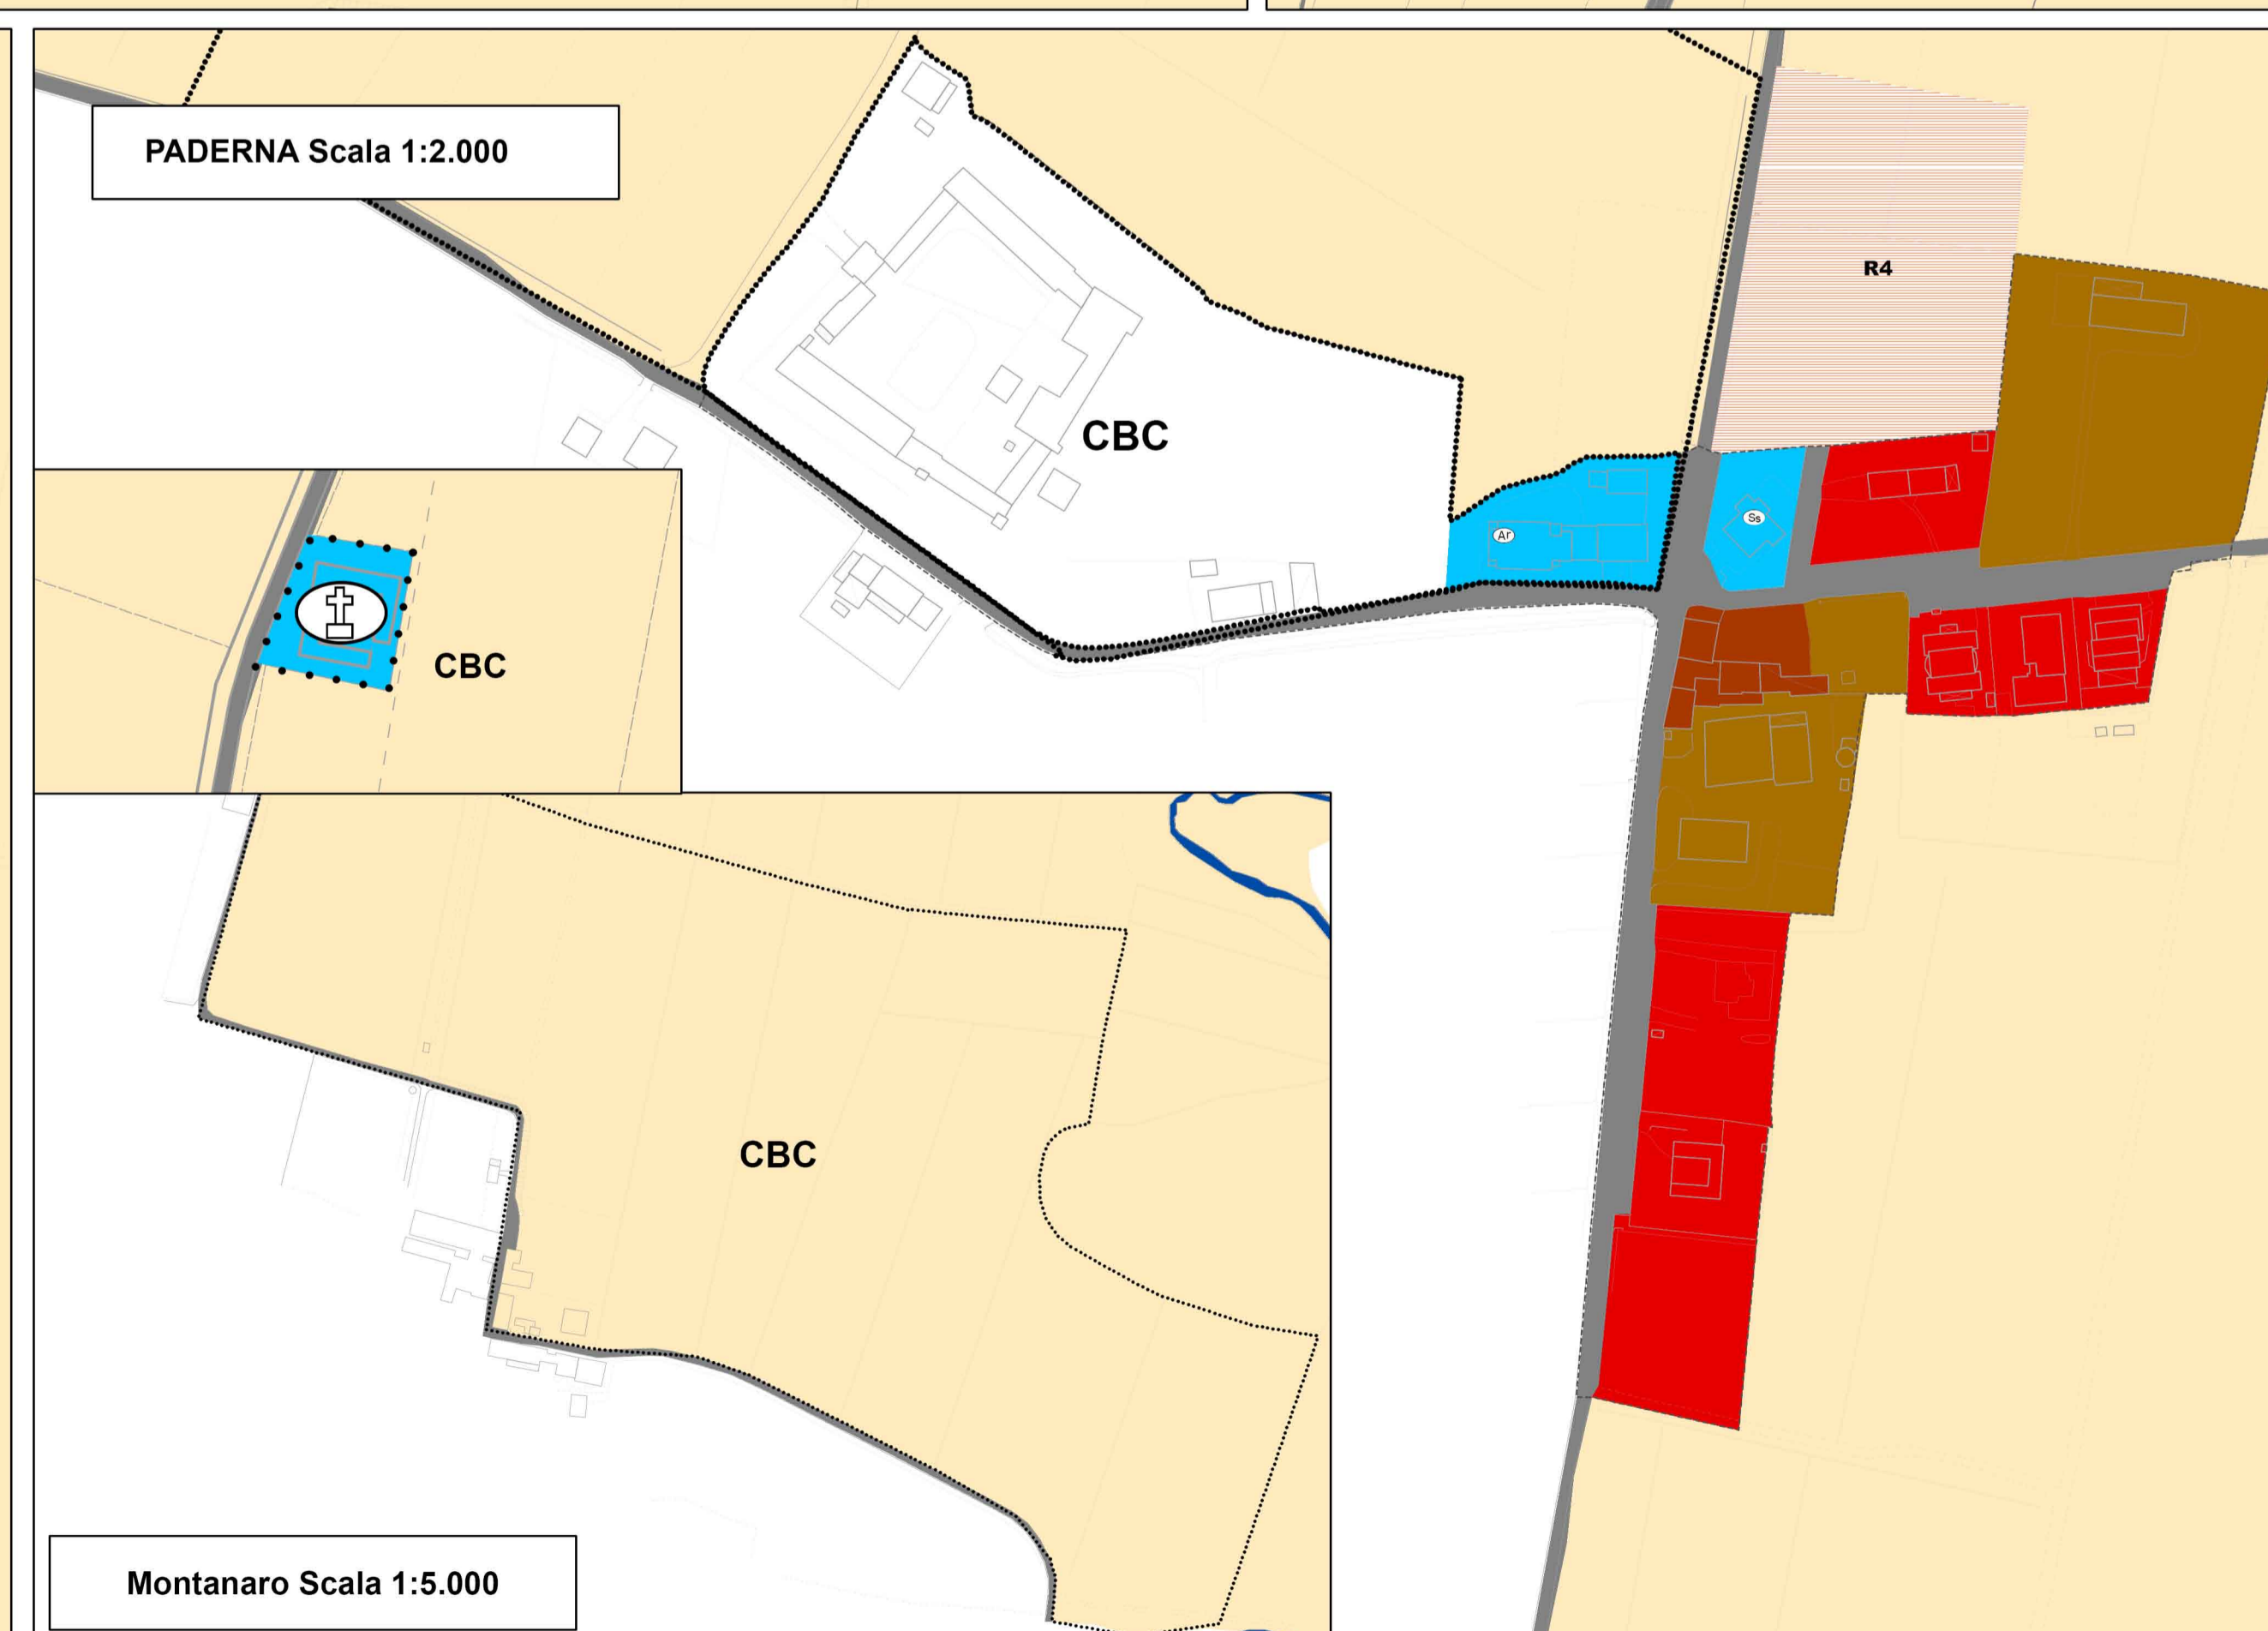 PADERNA Scala 1:2.000
R4
CBC
Ss
Ar
CBC
CBC
Montanaro Scala 1:5.000